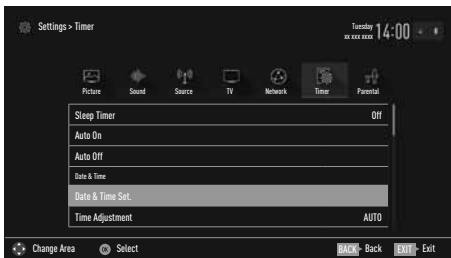 Settings > Timer
Tuesday
xx xxx xxxx
14:00
Picture Sound Source TV Network Timer Parental
Sleep Timer Off
Auto On
Auto Off
Date & Time
Date & Time Set.
Time Adjustment AUTO
Change Area OK Select BACK Back EXIT Exit